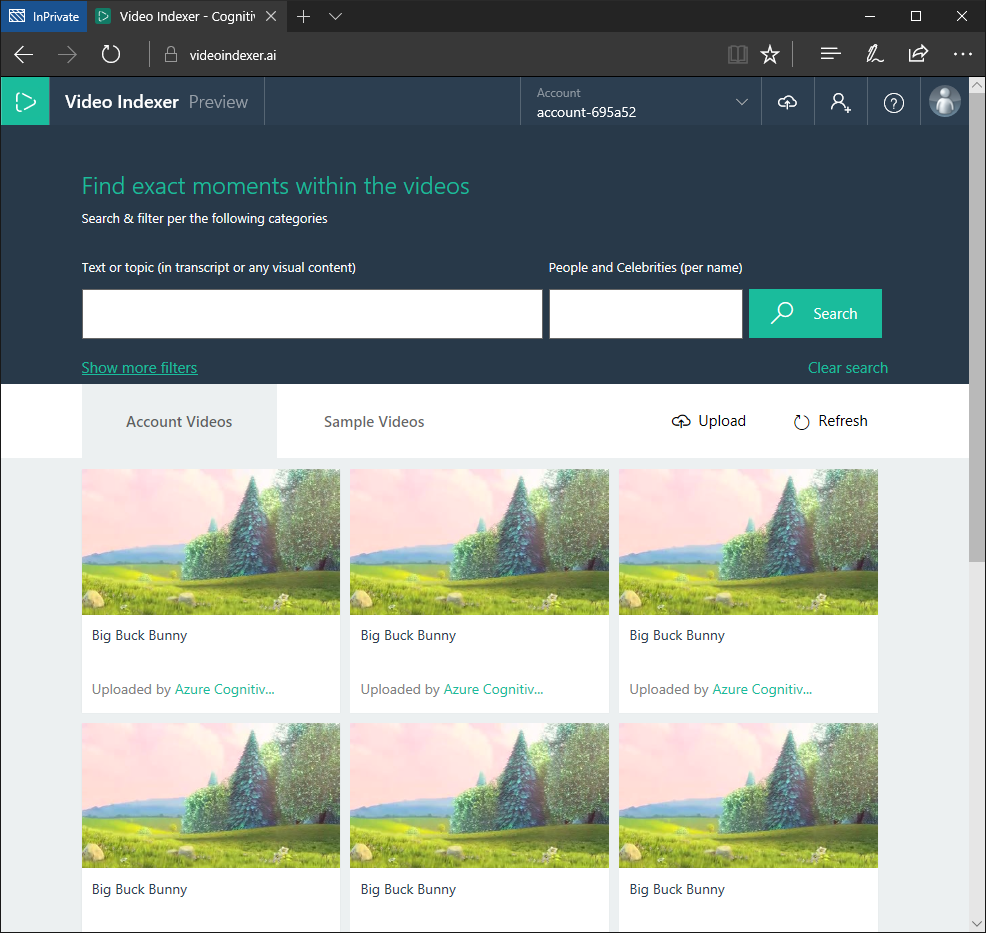 InPrivate
Video Indexer - Cognitiv
videoindexer.ai
Video Indexer Preview
Account
account-695a52
Find exact moments within the videos
Search & filter per the following categories
Text or topic (in transcript or any visual content)
People and Celebrities (per name)
Search
Show more filters
Clear search
Account Videos
Sample Videos
Upload
Refresh
Big Buck Bunny
Big Buck Bunny
Big Buck Bunny
Uploaded by Azure Cognitiv...
Uploaded by Azure Cognitiv...
Uploaded by Azure Cognitiv...
Big Buck Bunny
Big Buck Bunny
Big Buck Bunny